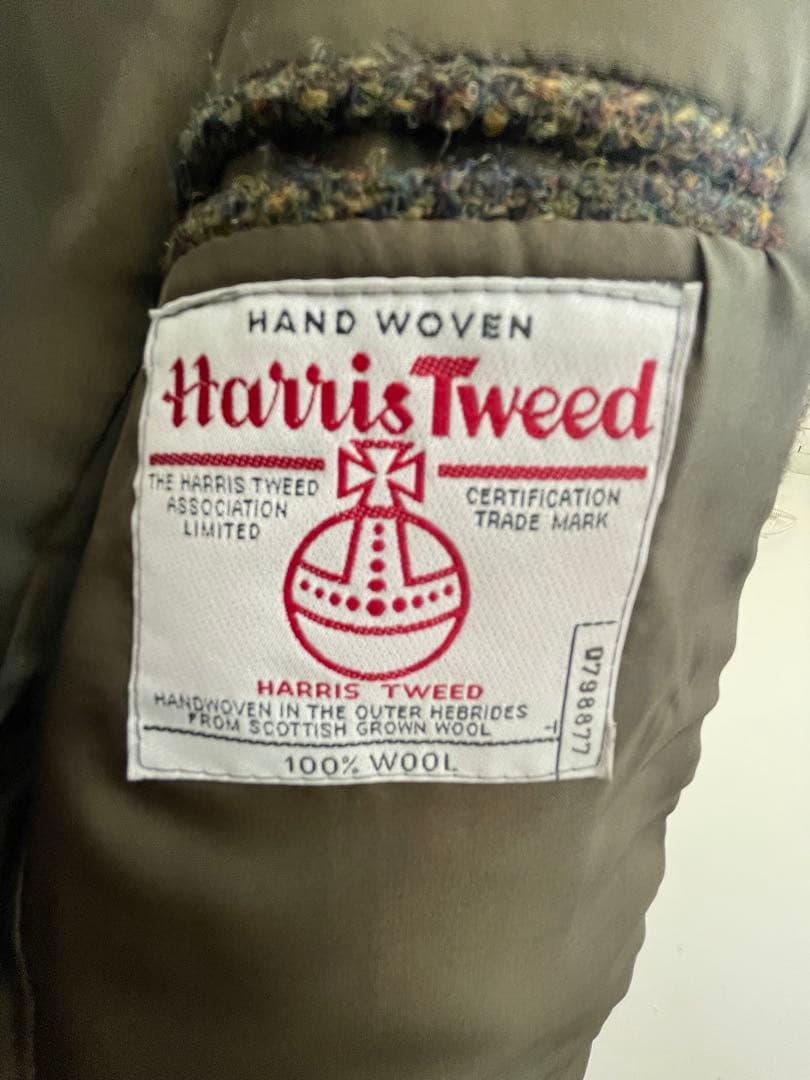 HAND WOVEN
Harris Tweed
THE HARRIS TWEED
ASSOCIATION
LIMITED
CERTIFICATION
TRADE MARK
HARRIS TWEED
HANDWOVEN IN THE OUTER HEBRIDES
FROM SCOTTISH GROWN WOOL
100% WOOL
798877